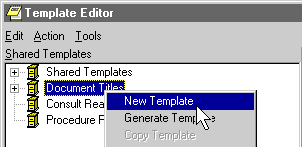 Template Editor
Edit Action Tools
Shared Templates
Shared Templates
Document Titles
New Template
Consult Rea
Generate Template
Procedure F
Copy Template